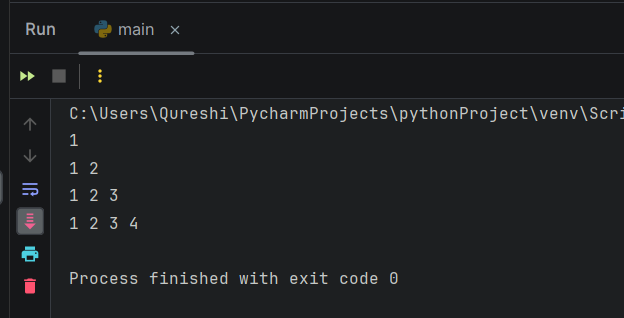 Run main
C:\Users\Qureshi\PycharmProjects\pythonProject\venv\Scri
1
1 2
1 2 3
1 2 3 4
Process finished with exit code 0